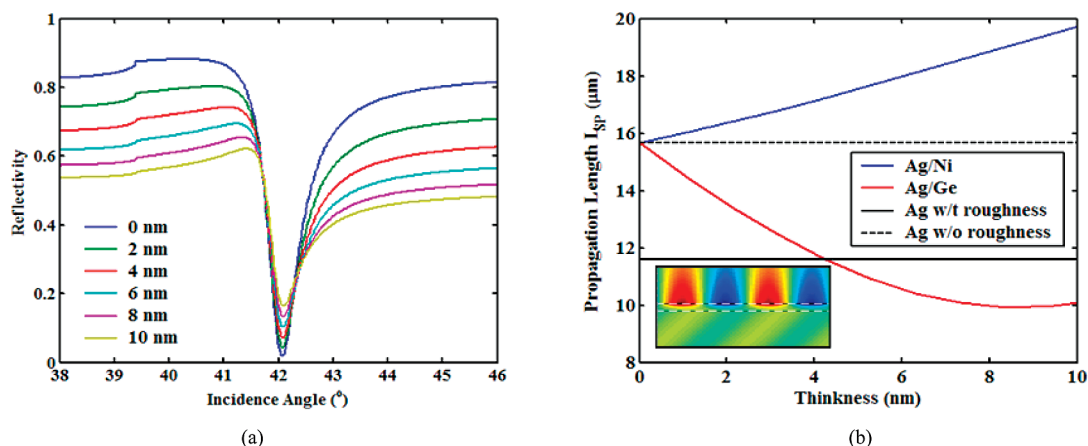 1
0.8
0.6
0.4
0.2
0
Reflectivity
0 nm
2 nm
4 nm
6 nm
8 nm
10 nm
38 39 40 41 42 43 44 45 46
Incidence Angle (⁰)
(a)
20
18
16
14
12
10
8
Propagation Length L_SP (μm)
Ag/Ni
Ag/Ge
Ag w/t roughness
Ag w/o roughness
0 2 4 6 8 10
Thinkness (nm)
(b)